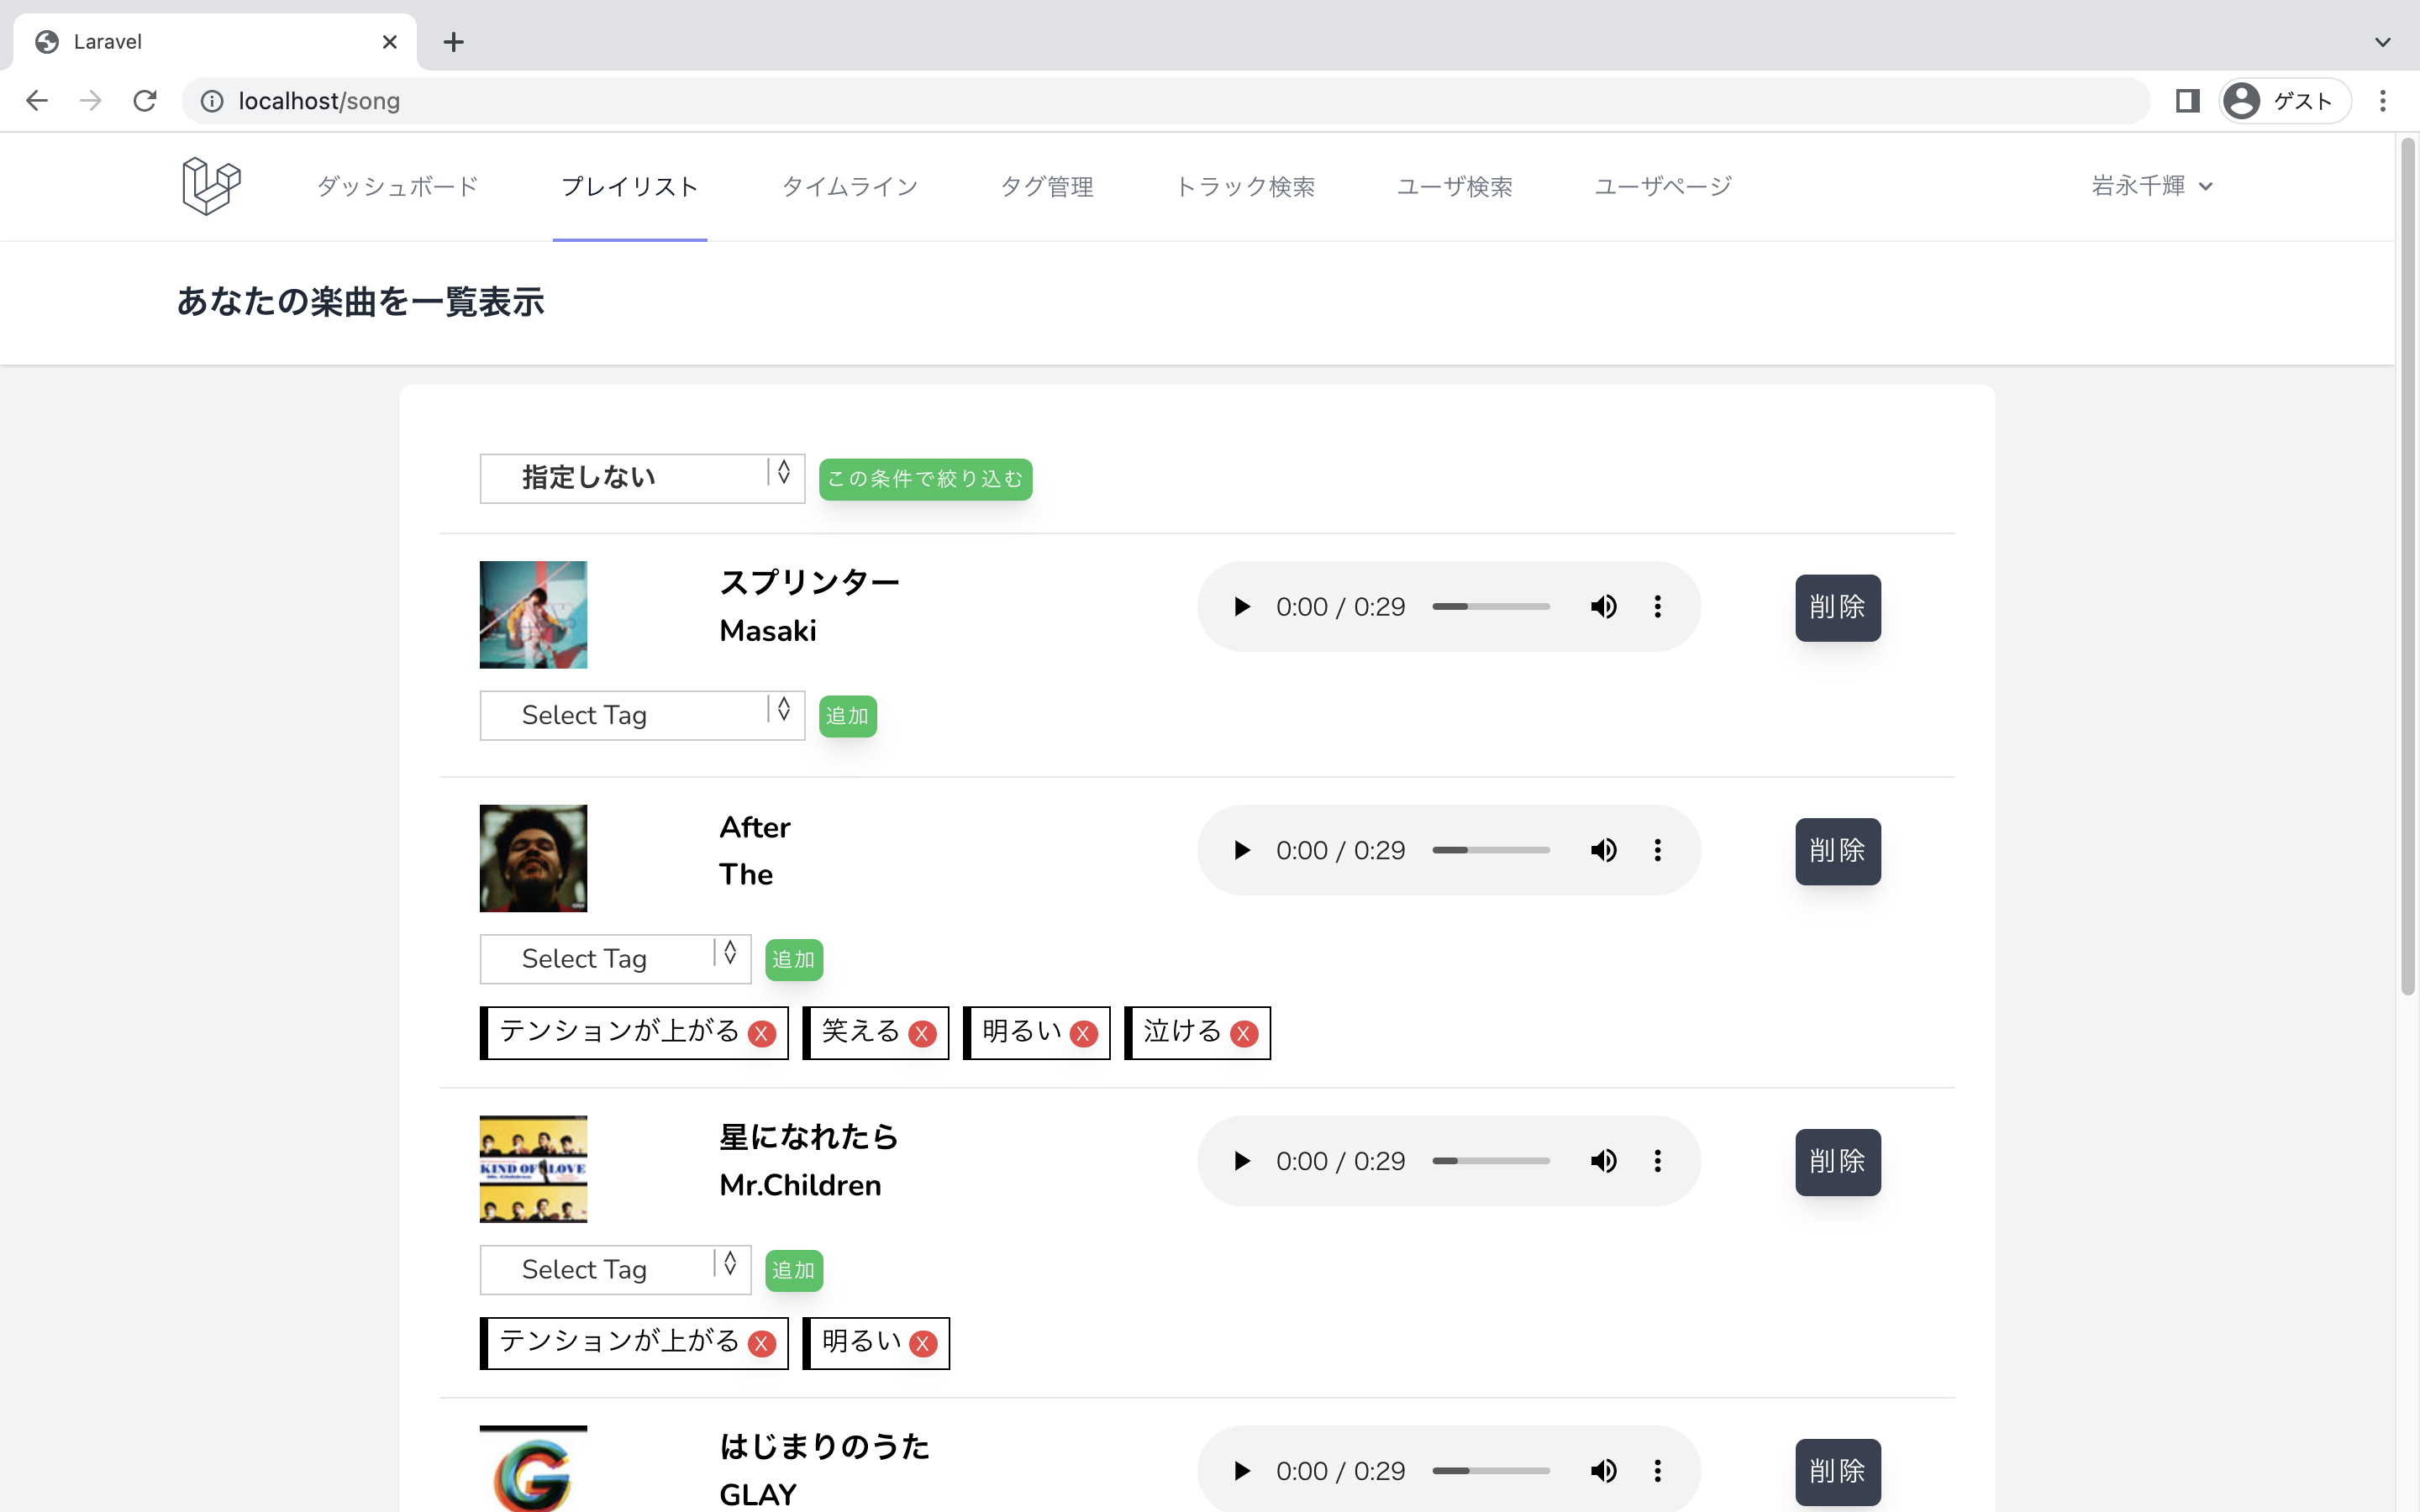 Laravel
localhost/song
ゲスト
ダッシュボード プレイリスト タイムライン タグ管理 トラック検索 ユーザ検索 ユーザページ 岩永千輝
あなたの楽曲を一覧表示
指定しない この条件で絞り込む
スプリンター
Masaki
0:00 / 0:29
削除
Select Tag 追加
After
The
0:00 / 0:29
削除
Select Tag 追加
テンションが上がる X 笑える X 明るい X 泣ける X
KIND OF LOVE
Mr. Children
星になれたら
Mr.Children
0:00 / 0:29
削除
Select Tag 追加
テンションが上がる X 明るい X
G
はじまりのうた
GLAY
0:00 / 0:29
削除